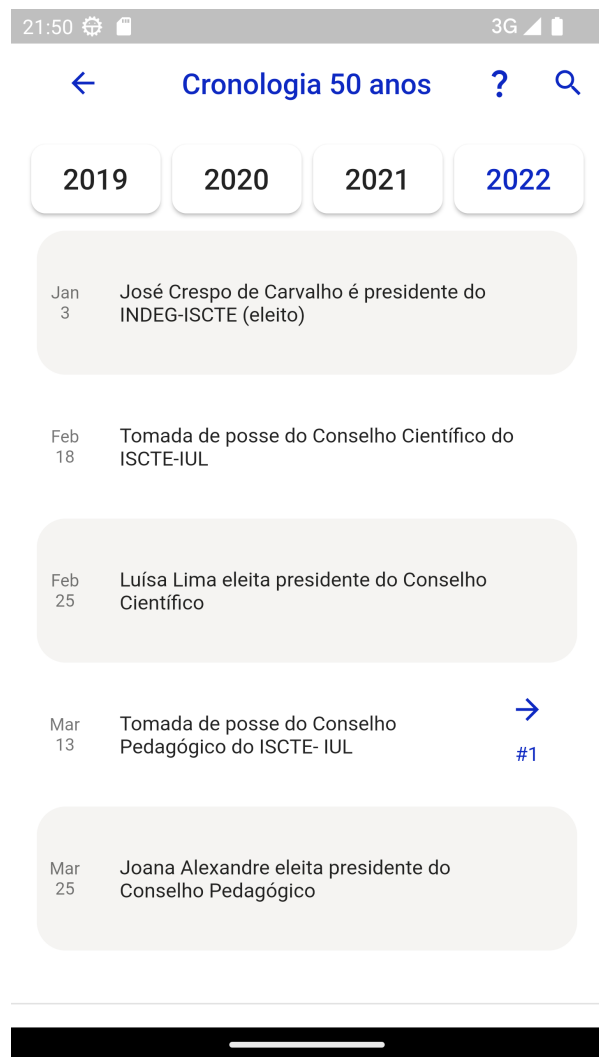 21:50 3G
Cronologia 50 anos ?
2019 2020 2021 2022
Jan
3
José Crespo de Carvalho é presidente do
INDEG-ISCTE (eleito)
Feb
18
Tomada de posse do Conselho Científico do
ISCTE-IUL
Feb
25
Luísa Lima eleita presidente do Conselho
Científico
Mar
13
Tomada de posse do Conselho
Pedagógico do ISCTE- IUL
#1
Mar
25
Joana Alexandre eleita presidente do
Conselho Pedagógico